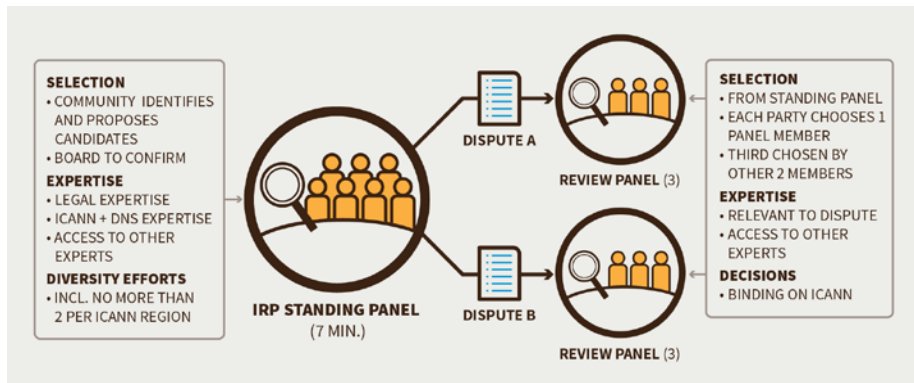 SELECTION
• COMMUNITY IDENTIFIES
AND PROPOSES
CANDIDATES
• BOARD TO CONFIRM
EXPERTISE
• LEGAL EXPERTISE
• ICANN + DNS EXPERTISE
• ACCESS TO OTHER
EXPERTS
DIVERSITY EFFORTS
• INCL. NO MORE THAN
2 PER ICANN REGION
IRP STANDING PANEL
(7 MIN.)
DISPUTE A
REVIEW PANEL (3)
DISPUTE B
REVIEW PANEL (3)
SELECTION
• FROM STANDING PANEL
• EACH PARTY CHOOSES 1
PANEL MEMBER
• THIRD CHOSEN BY
OTHER 2 MEMBERS
EXPERTISE
• RELEVANT TO DISPUTE
• ACCESS TO OTHER
EXPERTS
DECISIONS
• BINDING ON ICANN